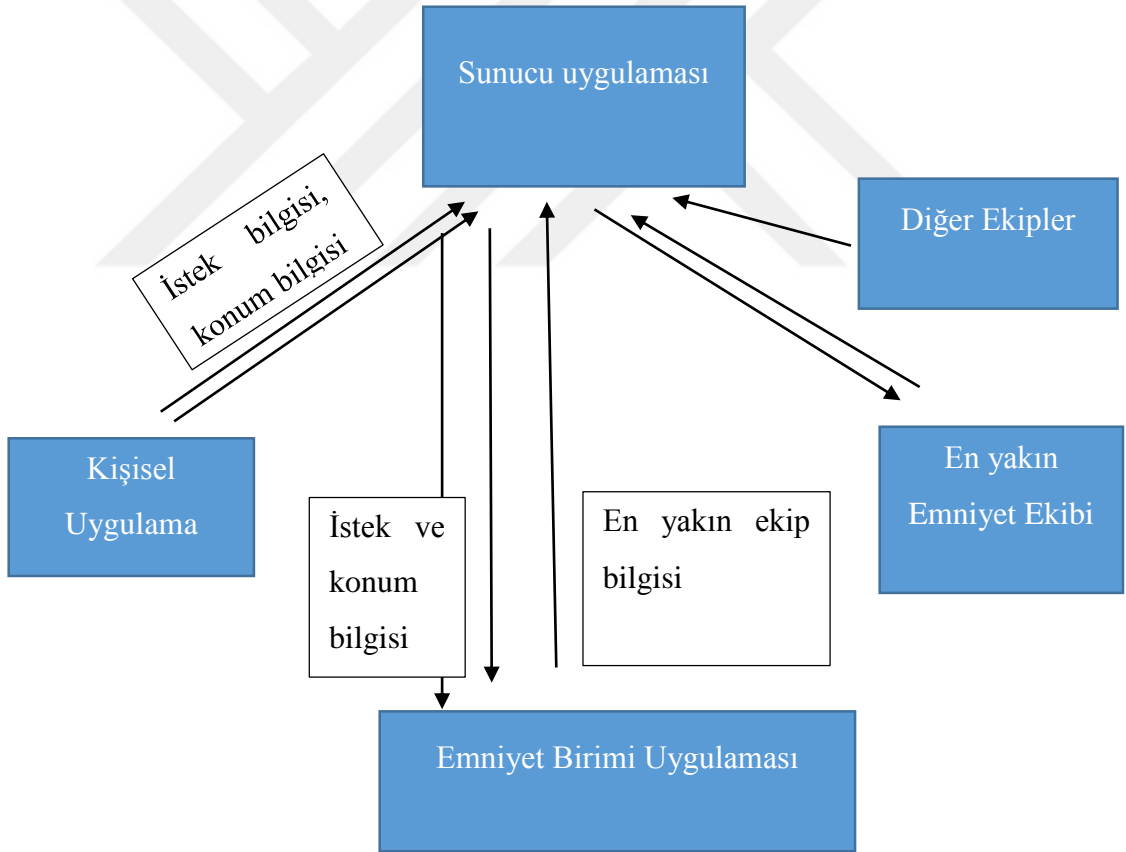 Sunucu uygulaması
Diğer Ekipler
İstek bilgisi,
konum bilgisi
Kişisel
Uygulama
En yakın
Emniyet Ekibi
İstek ve
konum
bilgisi
En yakın ekip
bilgisi
Emniyet Birimi Uygulaması